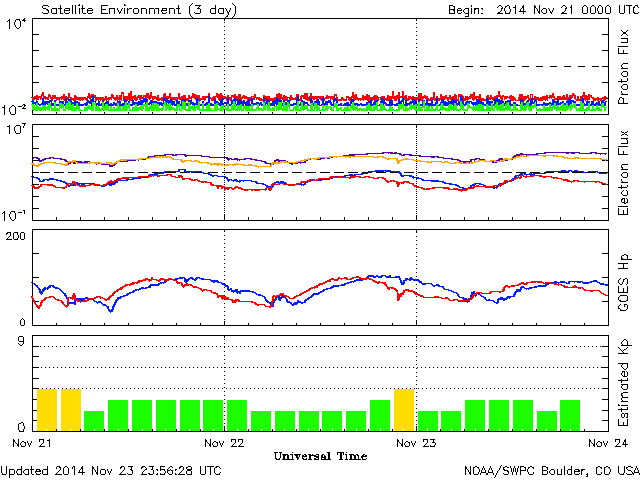 Satellite Environment (3 day) Begin: 2014 Nov 21 0000 UTC
10^4
10^-2
Proton Flux
10^7
10^-1
Electron Flux
200
0
GOES Hp
9
0
Estimated Kp
Nov 21 Nov 22 Nov 23 Nov 24
Universal Time
Updated 2014 Nov 23 23:56:28 UTC NOAA/SWPC Boulder, CO USA